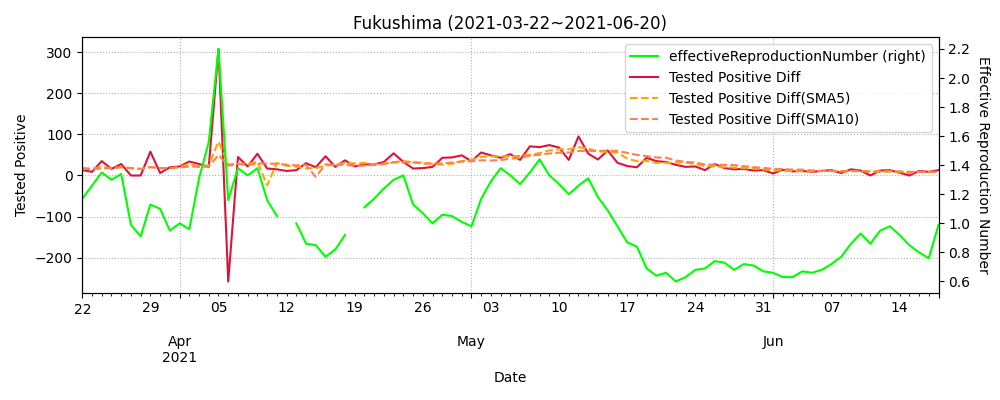 Fukushima (2021-03-22~2021-06-20)
effectiveReproductionNumber (right)
Tested Positive Diff
Tested Positive Diff(SMA5)
Tested Positive Diff(SMA10)
Tested Positive
300
200
100
0
−100
−200
2.2
2.0
1.8
1.6
1.4
1.2
1.0
0.8
0.6
Effective Reproduction Number
22 29 05 12 19 26 03 10 17 24 31 07 14
Apr May Jun
2021
Date